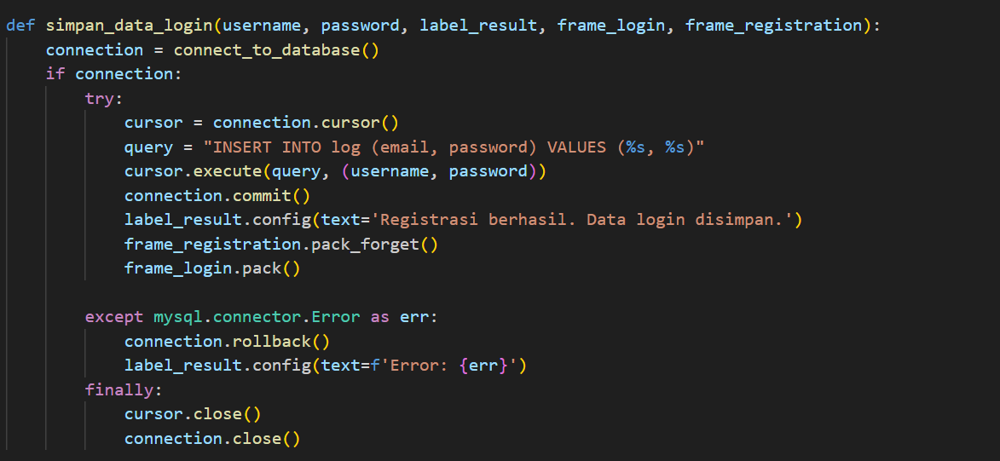 def simpan_data_login(username, password, label_result, frame_login, frame_registration):
    connection = connect_to_database()
    if connection:
        try:
            cursor = connection.cursor()
            query = "INSERT INTO log (email, password) VALUES (%s, %s)"
            cursor.execute(query, (username, password))
            connection.commit()
            label_result.config(text='Registrasi berhasil. Data login disimpan.')
            frame_registration.pack_forget()
            frame_login.pack()

        except mysql.connector.Error as err:
            connection.rollback()
            label_result.config(text=f'Error: {err}')
        finally:
            cursor.close()
            connection.close()